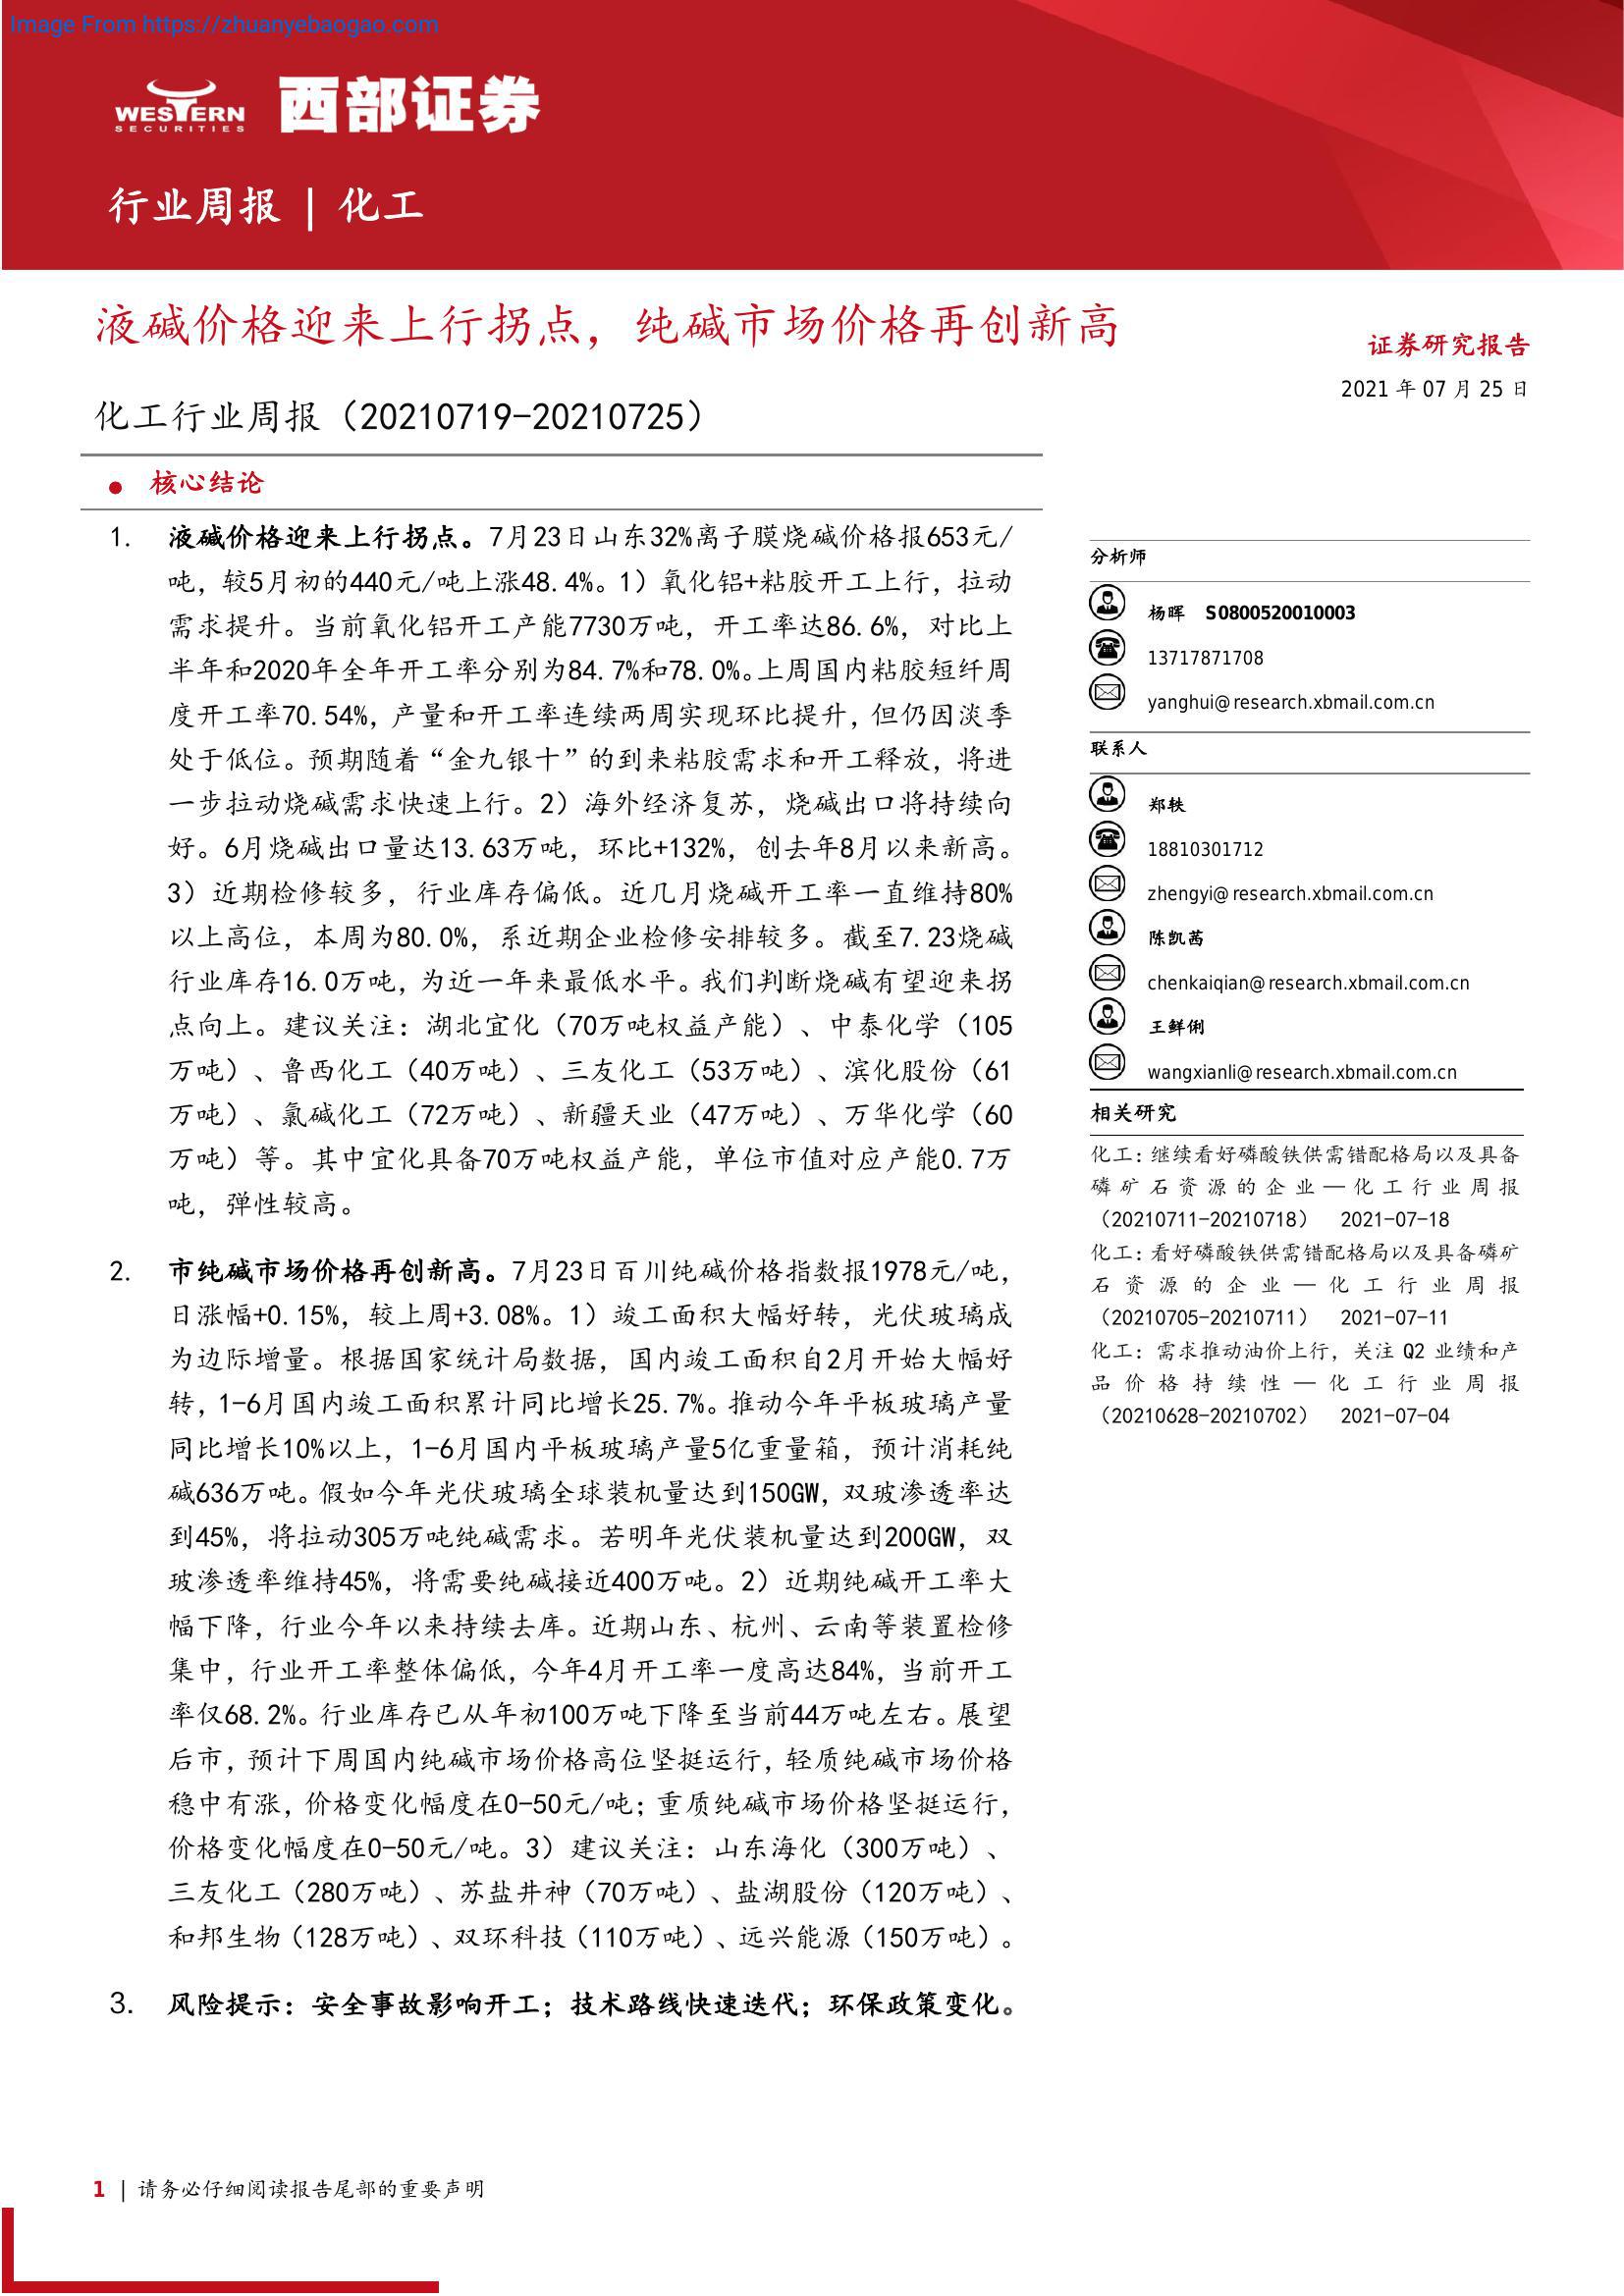 Image From https://zhuanyebaogao.com
WESTERN
SECURITIES
西部证券
行业周报 | 化工
液碱价格迎来上行拐点，纯碱市场价格再创新高
证券研究报告
2021 年 07 月 25 日
化工行业周报（20210719-20210725）
● 核心结论
1. 液碱价格迎来上行拐点。7月23日山东32%离子膜烧碱价格报653元/
吨，较5月初的440元/吨上涨48.4%。1）氧化铝+粘胶开工上行，拉动
需求提升。当前氧化铝开工产能7730万吨，开工率达86.6%，对比上
半年和2020年全年开工率分别为84.7%和78.0%。上周国内粘胶短纤周
度开工率70.54%，产量和开工率连续两周实现环比提升，但仍因淡季
处于低位。预期随着“金九银十”的到来粘胶需求和开工释放，将进
一步拉动烧碱需求快速上行。2）海外经济复苏，烧碱出口将持续向
好。6月烧碱出口量达13.63万吨，环比+132%，创去年8月以来新高。
3）近期检修较多，行业库存偏低。近几月烧碱开工率一直维持80%
以上高位，本周为80.0%，系近期企业检修安排较多。截至7.23烧碱
行业库存16.0万吨，为近一年来最低水平。我们判断烧碱有望迎来拐
点向上。建议关注：湖北宜化（70万吨权益产能）、中泰化学（105
万吨）、鲁西化工（40万吨）、三友化工（53万吨）、滨化股份（61
万吨）、氯碱化工（72万吨）、新疆天业（47万吨）、万华化学（60
万吨）等。其中宜化具备70万吨权益产能，单位市值对应产能0.7万
吨，弹性较高。
2. 市纯碱市场价格再创新高。7月23日百川纯碱价格指数报1978元/吨，
日涨幅+0.15%，较上周+3.08%。1）竣工面积大幅好转，光伏玻璃成
为边际增量。根据国家统计局数据，国内竣工面积自2月开始大幅好
转，1-6月国内竣工面积累计同比增长25.7%。推动今年平板玻璃产量
同比增长10%以上，1-6月国内平板玻璃产量5亿重量箱，预计消耗纯
碱636万吨。假如今年光伏玻璃全球装机量达到150GW，双玻渗透率达
到45%，将拉动305万吨纯碱需求。若明年光伏装机量达到200GW，双
玻渗透率维持45%，将需要纯碱接近400万吨。2）近期纯碱开工率大
幅下降，行业今年以来持续去库。近期山东、杭州、云南等装置检修
集中，行业开工率整体偏低，今年4月开工率一度高达84%，当前开工
率仅68.2%。行业库存已从年初100万吨下降至当前44万吨左右。展望
后市，预计下周国内纯碱市场价格高位坚挺运行，轻质纯碱市场价格
稳中有涨，价格变化幅度在0-50元/吨；重质纯碱市场价格坚挺运行，
价格变化幅度在0-50元/吨。3）建议关注：山东海化（300万吨）、
三友化工（280万吨）、苏盐井神（70万吨）、盐湖股份（120万吨）、
和邦生物（128万吨）、双环科技（110万吨）、远兴能源（150万吨）。
3. 风险提示：安全事故影响开工；技术路线快速迭代；环保政策变化。
分析师
杨晖 S0800520010003
13717871708
yanghui@research.xbmail.com.cn
联系人
郑轶
18810301712
zhengyi@research.xbmail.com.cn
陈凯茜
chenkaiqian@research.xbmail.com.cn
王鲜俐
wangxianli@research.xbmail.com.cn
相关研究
化工：继续看好磷酸铁供需错配格局以及具备
磷矿石资源的企业—化工行业周报
（20210711-20210718） 2021-07-18
化工：看好磷酸铁供需错配格局以及具备磷矿
石资源的企业—化工行业周报
（20210705-20210711） 2021-07-11
化工：需求推动油价上行，关注 Q2 业绩和产
品价格持续性—化工行业周报
（20210628-20210702） 2021-07-04
1 | 请务必仔细阅读报告尾部的重要声明